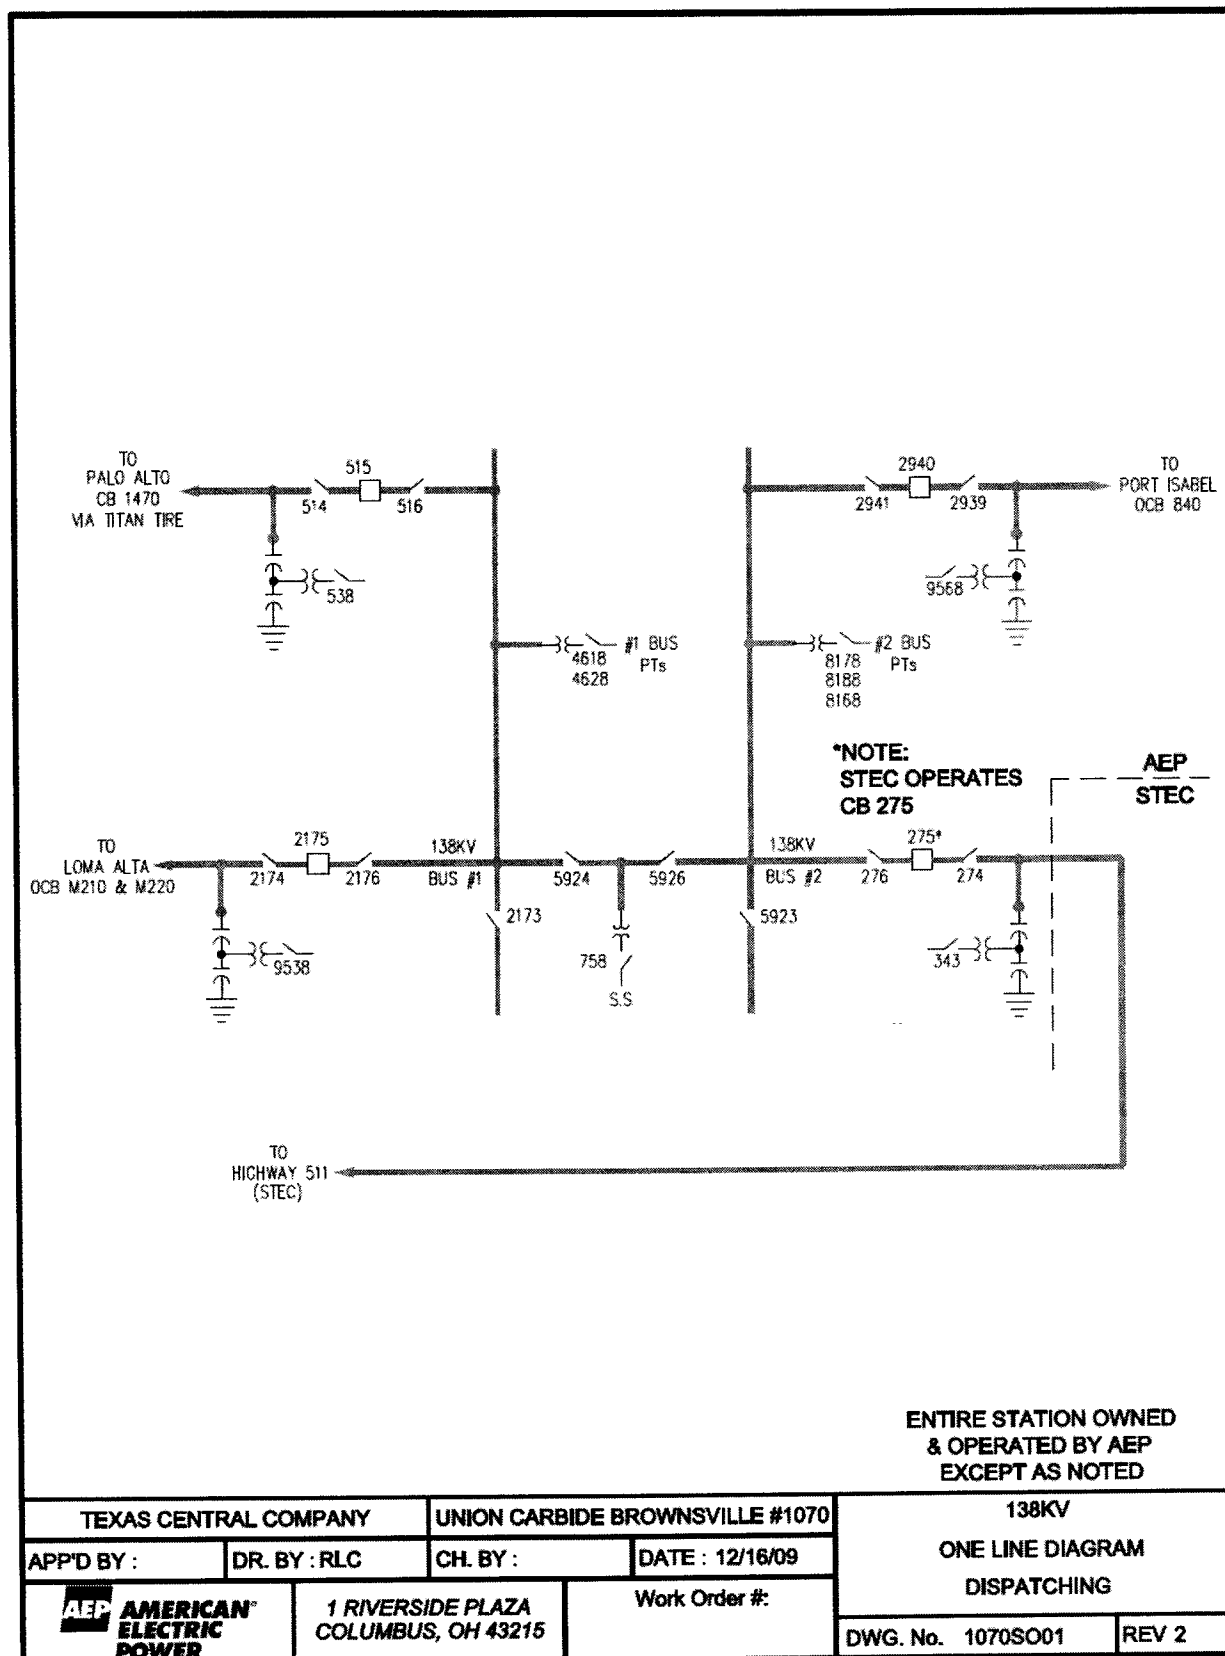 TO
PALO ALTO
CB 1470
VIA TITAN TIRE
515
514
516
2940
2941
2939
TO
PORT ISABEL
OCB 840
538
9568
4618
4628
#1 BUS
PTs
8178
8188
8168
#2 BUS
PTs
*NOTE:
STEC OPERATES
CB 275
AEP
STEC
TO
LOMA ALTA
OCB M210 & M220
2175
2174
2176
138KV
BUS #1
5924
5926
138KV
BUS #2
275*
276
274
2173
5923
9538
758
S.S.
343
TO
HIGHWAY 511
(STEC)
ENTIRE STATION OWNED
& OPERATED BY AEP
EXCEPT AS NOTED
TEXAS CENTRAL COMPANY
UNION CARBIDE BROWNSVILLE #1070
138KV
ONE LINE DIAGRAM
DISPATCHING
APP'D BY :
DR. BY : RLC
CH. BY :
DATE : 12/16/09
AEP AMERICAN®
ELECTRIC
POWER
1 RIVERSIDE PLAZA
COLUMBUS, OH 43215
Work Order #:
DWG. No. 1070SO01
REV 2